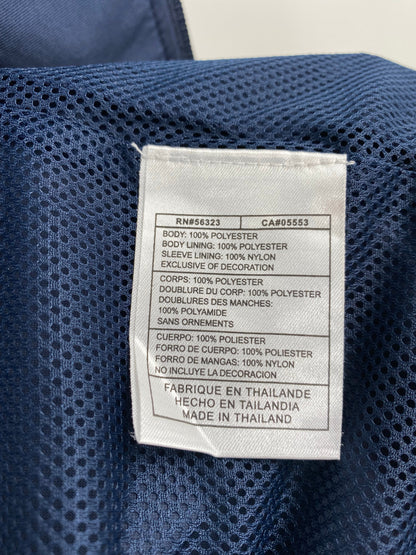 RN#56323 CA#05553
BODY: 100% POLYESTER
BODY LINING: 100% POLYESTER
SLEEVE LINING: 100% NYLON
EXCLUSIVE OF DECORATION
CORPS: 100% POLYESTER
DOUBLURE DU CORP: 100% POLYESTER
DOUBLURES DES MANCHES:
100% POLYAMIDE
SANS ORNEMENTS
CUERPO: 100% POLIESTER
FORRO DE CUERPO: 100% POLIESTER
FORRO DE MANGAS: 100% NYLON
NO INCLUYE LA DECORACION
FABRIQUE EN THAILANDE
HECHO EN TAILANDIA
MADE IN THAILAND